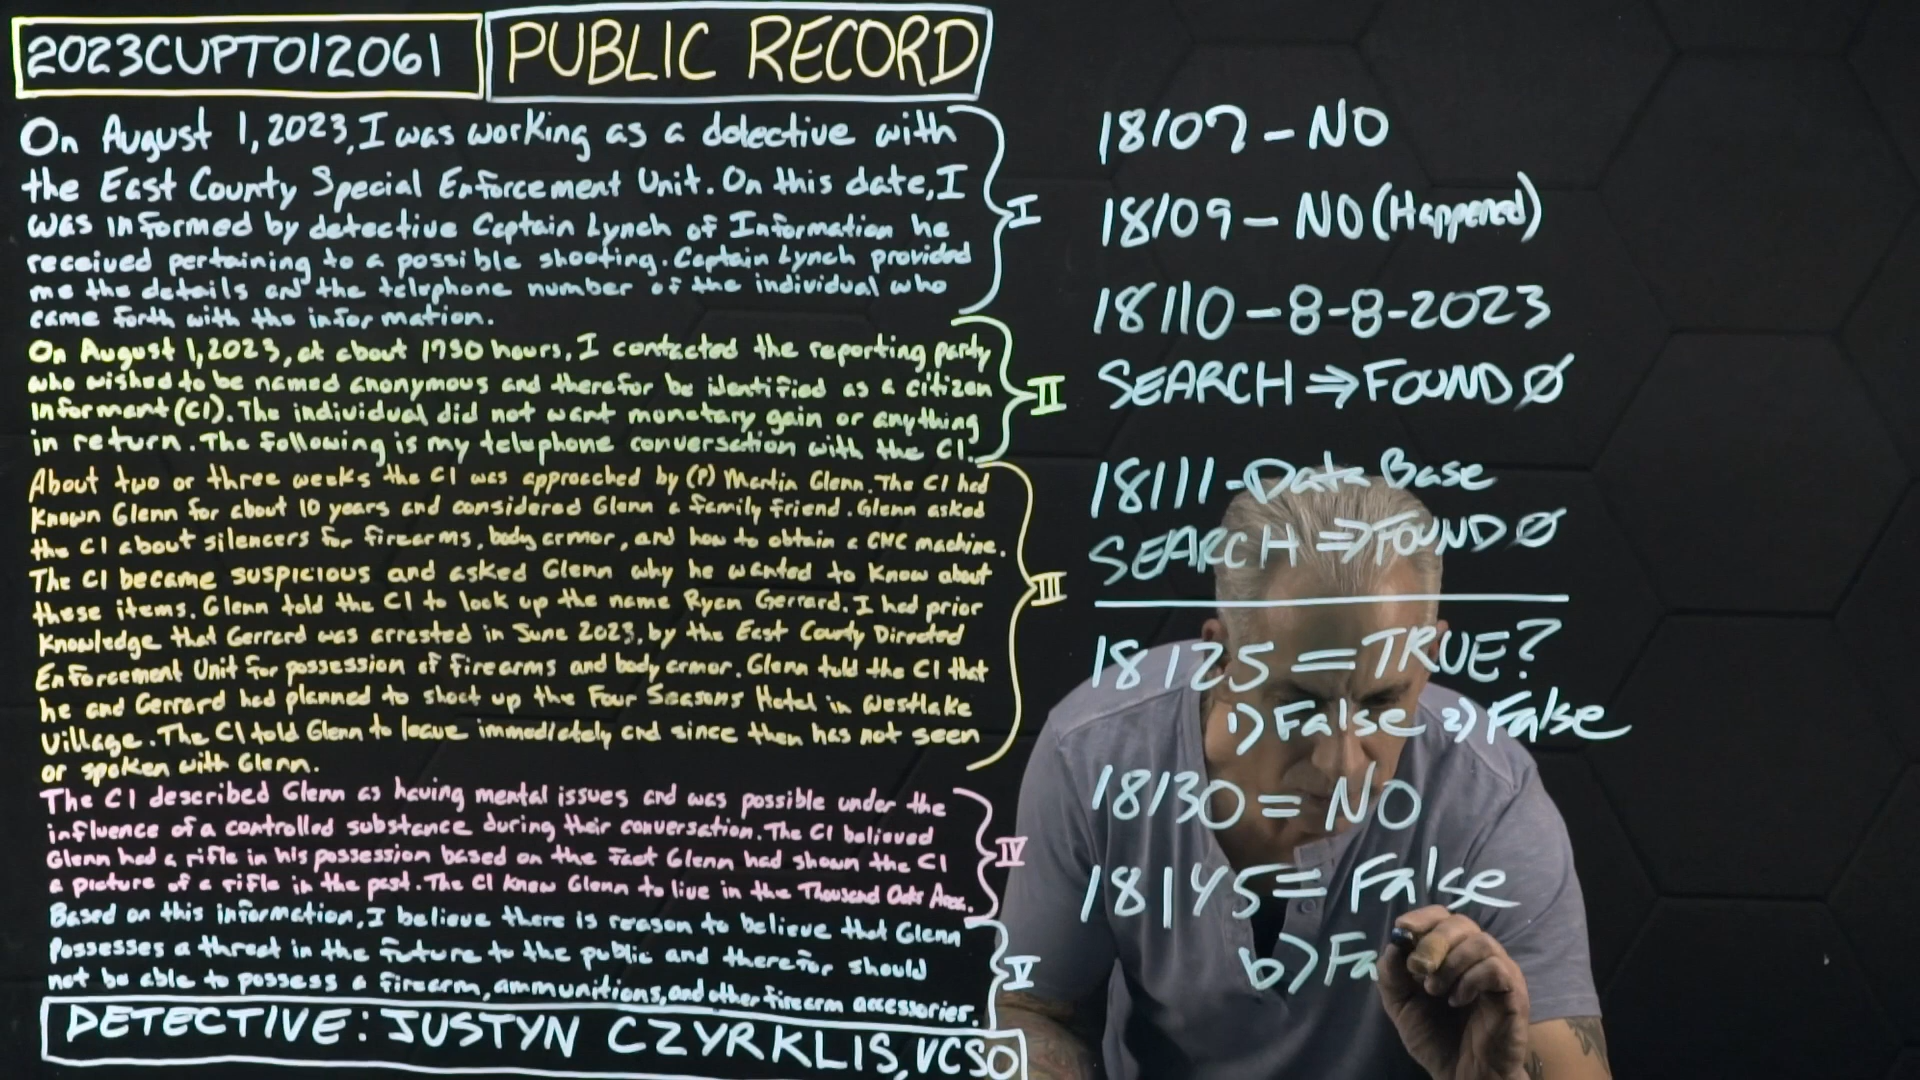 2023CUPT012061
PUBLIC RECORD
On August 1, 2023, I was working as a detective with
the East County Special Enforcement Unit. On this date, I
was informed by detective Captain Lynch of Information he
received pertaining to a possible shooting. Captain Lynch provided
me the details and the telephone number of the individual who
came forth with the information.
I
On August 1, 2023, at about 1730 hours, I contacted the reporting party
who wished to be named anonymous and therefor be identified as a citizen
Informant (CI). The individual did not want monetary gain or anything
in return. The following is my telephone conversation with the CI.
II
About two or three weeks the CI was approached by (P) Martin Glenn. The CI had
known Glenn for about 10 years and considered Glenn a family friend. Glenn asked
the CI about silencers for firearms, body armor, and how to obtain a CNC machine.
The CI became suspicious and asked Glenn why he wanted to know about
these items. Glenn told the CI to look up the name Ryan Gerrard. I had prior
knowledge that Gerrard was arrested in June 2023, by the East County Directed
Enforcement Unit for possession of firearms and body armor. Glenn told the CI that
he and Gerrard had planned to shoot up the Four Seasons Hotel in Westlake
Village. The CI told Glenn to leave immediately and since then has not seen
or spoken with Glenn.
III
The CI described Glenn as having mental issues and was possible under the
influence of a controlled substance during their conversation. The CI believed
Glenn had a rifle in his possession based on the fact Glenn had shown the CI
a picture of a rifle in the past. The CI knew Glenn to live in the Thousand Oaks Area.
IV
Based on this information, I believe there is reason to believe that Glenn
possesses a threat in the future to the public and therefor should
not be able to possess a firearm, ammunitions, and other firearm accessories.
V
DETECTIVE: JUSTYN CZYRKLIS, VCSO
18107 - NO
18109 - NO (Happened)
18110 - 8-8-2023
SEARCH ⇒ FOUND Ø
18111 - Data Base
SEARCH ⇒ FOUND Ø
18125 = TRUE?
1) False 2) False
18130 = NO
18145 = False
b) Fa